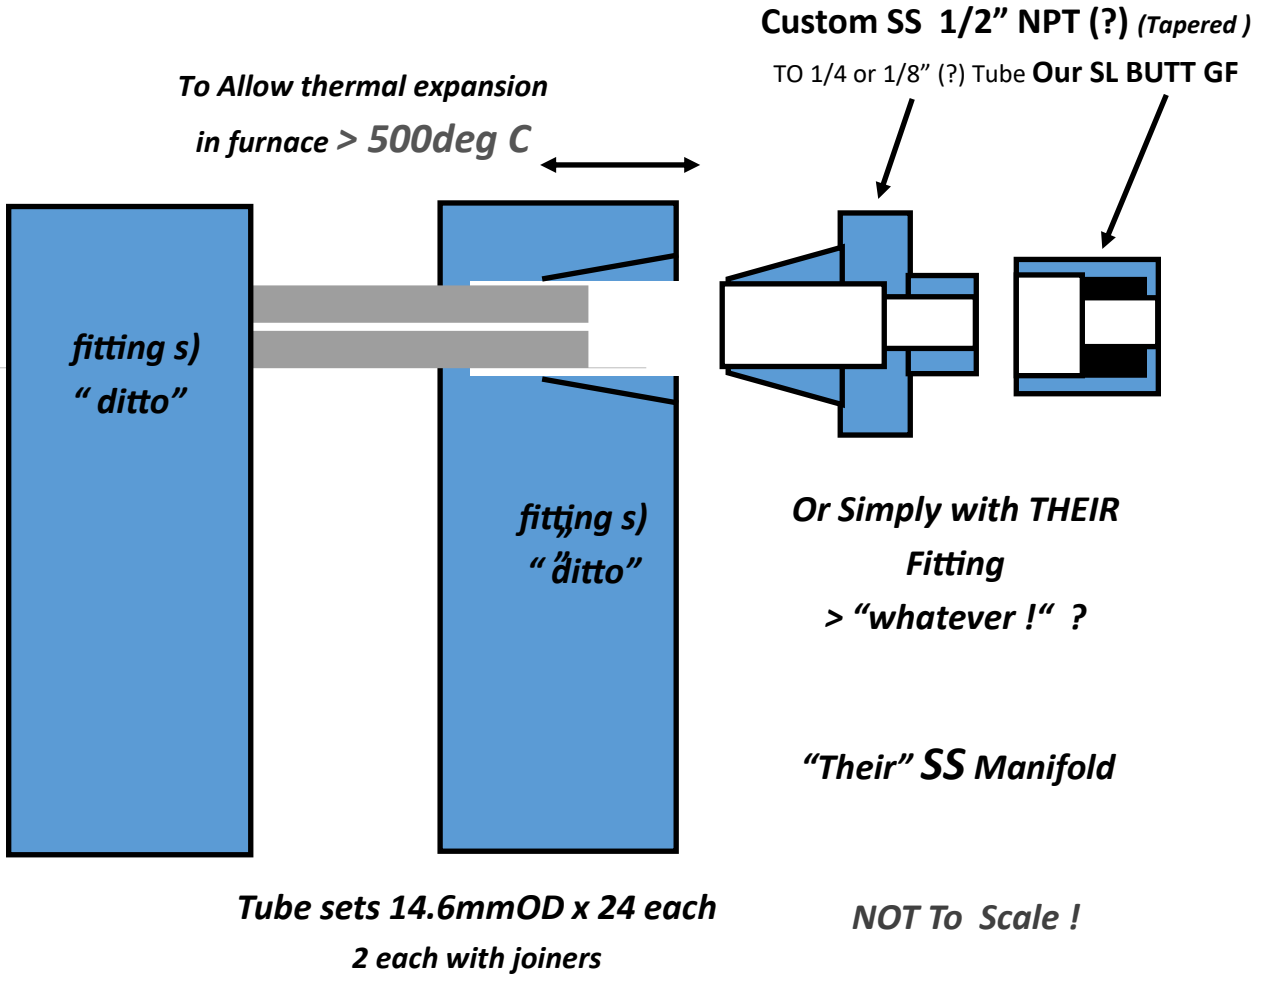 Custom SS 1/2” NPT (?) (Tapered )
TO 1/4 or 1/8” (?) Tube Our SL BUTT GF
To Allow thermal expansion
in furnace > 500deg C
fitting s)
“ ditto”
fitting s)
”
“ ”ditto”
Or Simply with THEIR
Fitting
> “whatever !“ ?
“Their” SS Manifold
Tube sets 14.6mmOD x 24 each
2 each with joiners
NOT To Scale !